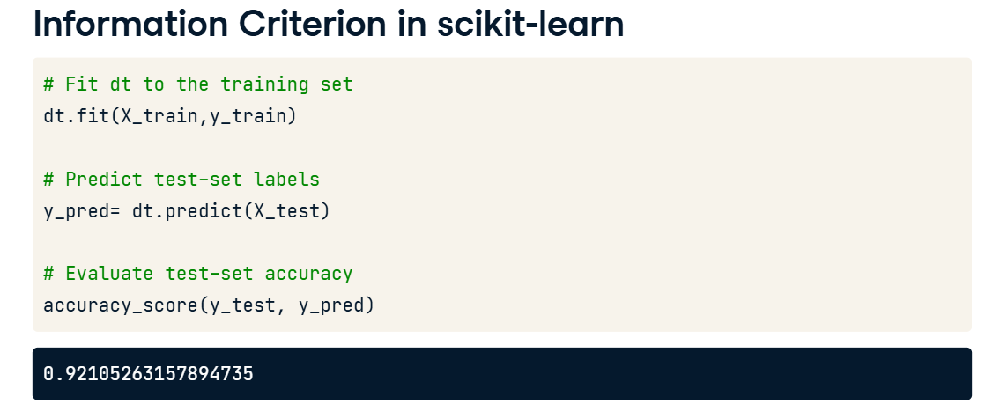 Information Criterion in scikit-learn
# Fit dt to the training set
dt.fit(X_train,y_train)
# Predict test-set labels
y_pred= dt.predict(X_test)
# Evaluate test-set accuracy
accuracy_score(y_test, y_pred)
0.92105263157894735